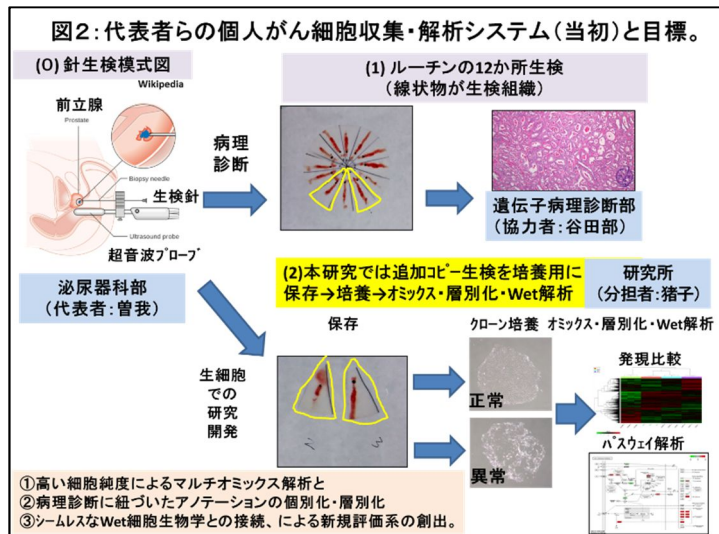 図2:代表者らの個人がん細胞収集・解析システム(当初)と目標。
(0) 針生検模式図
Wikipedia
前立腺
Prostate
Biopsy needle
生検針
Ultrasound probe
超音波プローブ
泌尿器科部
(代表者:曽我)
病理
診断
(1) ルーチンの12か所生検
(線状物が生検組織)
遺伝子病理診断部
(協力者:谷田部)
(2)本研究では追加コピー生検を培養用に
保存→培養→オミックス・層別化・Wet解析
研究所
(分担者:猪子)
生細胞
での
研究
開発
保存
2
3
クローン培養
オミックス・層別化・Wet解析
正常
異常
発現比較
パスウェイ解析
①高い細胞純度によるマルチオミックス解析と
②病理診断に紐づいたアノテーションの個別化・層別化
③シームレスなWet細胞生物学との接続、による新規評価系の創出。